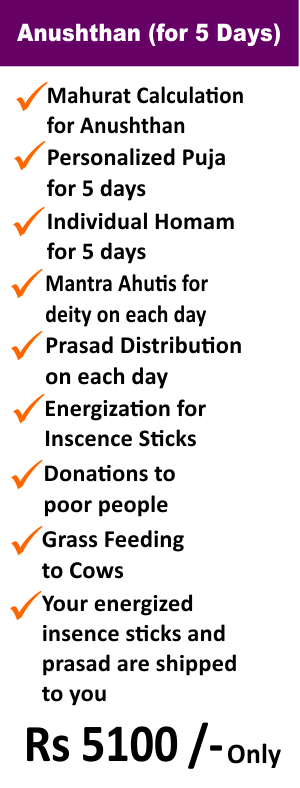 Anushthan (for 5 Days)
Mahurat Calculation
for Anushthan
Personalized Puja
for 5 days
Individual Homam
for 5 days
Mantra Ahutis for
deity on each day
Prasad Distribution
on each day
Energization for
Inscence Sticks
Donations to
poor people
Grass Feeding
to Cows
Your energized
insence sticks and
prasad are shipped
to you
Rs 5100 /- Only